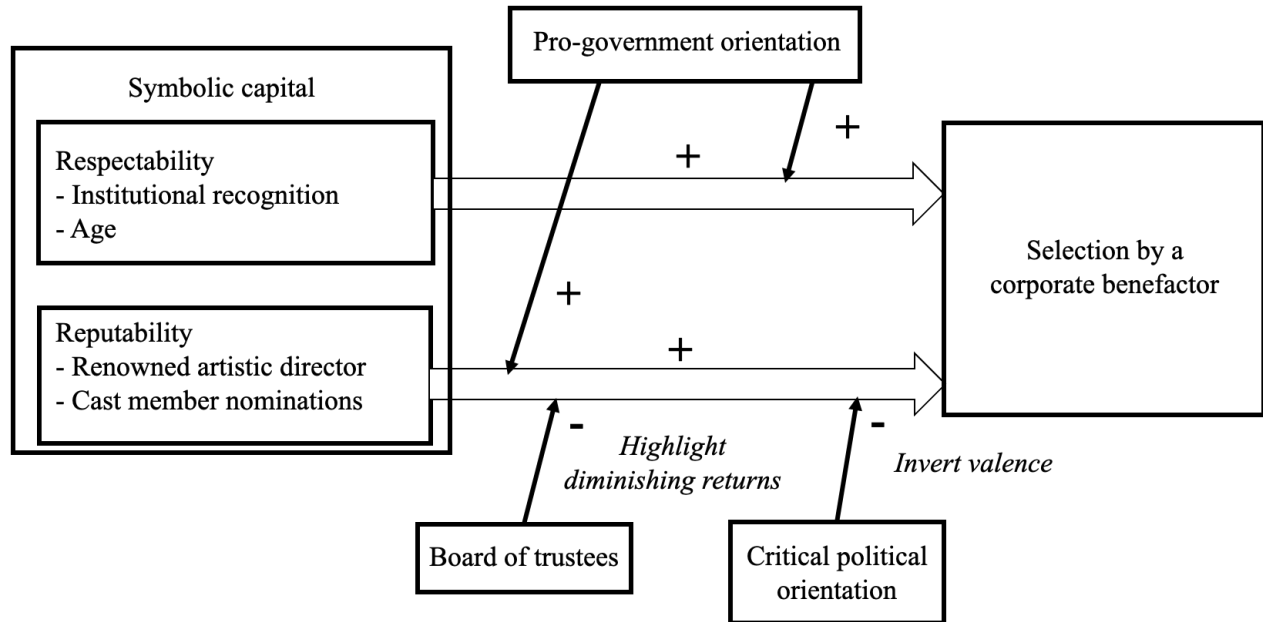 Pro-government orientation
Symbolic capital
Respectability
- Institutional recognition
- Age
+
+
Selection by a
corporate benefactor
+
Reputability
- Renowned artistic director
- Cast member nominations
+
-
Highlight
diminishing returns
-
Invert valence
Board of trustees
Critical political
orientation